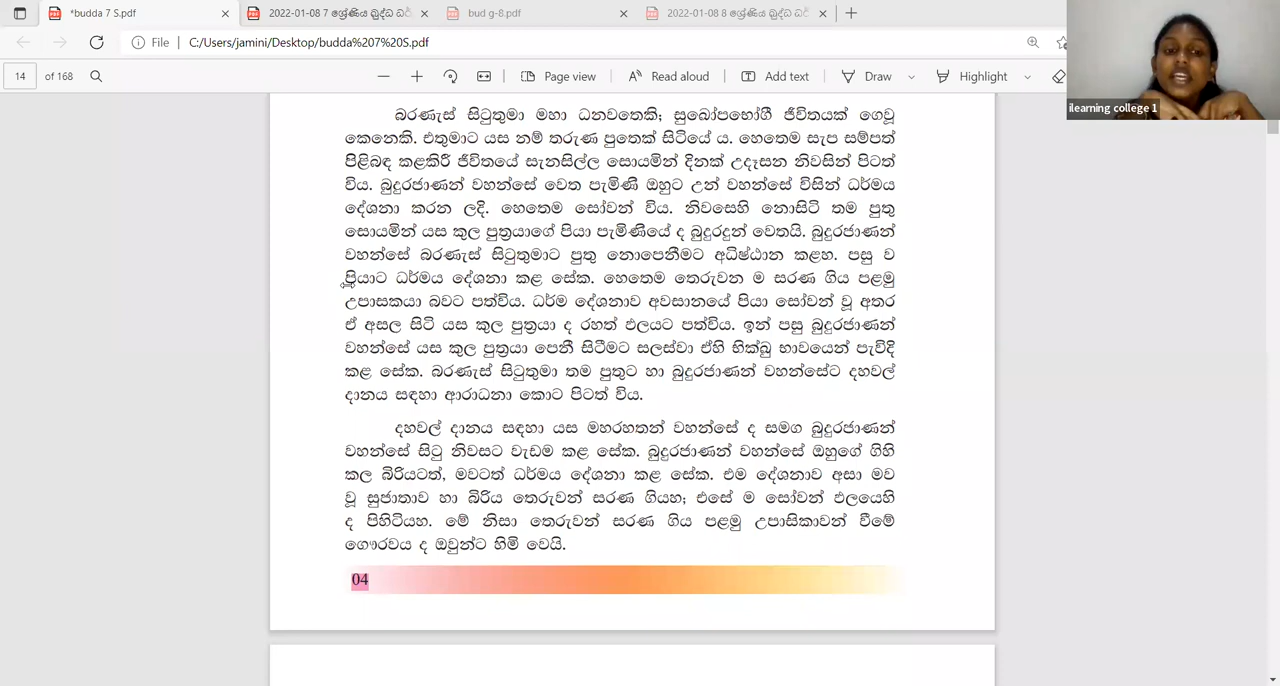 *budda 7 S.pdf
2022-01-08 7 ශ්‍රේණිය බුද්ධ ධර්
bud g-8.pdf
2022-01-08 8 ශ්‍රේණිය බුද්ධ ධර්
File | C:/Users/jamini/Desktop/budda%207%20S.pdf
14 of 168
Page view
Read aloud
Add text
Draw
Highlight
ilearning college 1
බරණැස් සිටුතුමා මහා ධනවතෙකි; සුඛෝපභෝගී ජීවිතයක් ගෙවූ
කෙනෙකි. එතුමාට යස නම් තරුණ පුතෙක් සිටියේ ය. හෙතෙම සැප සම්පත්
පිළිබඳ කළකිරී ජීවිතයේ සැනසිල්ල සොයමින් දිනක් උදෑසන නිවසින් පිටත්
විය. බුදුරජාණන් වහන්සේ වෙත පැමිණි ඔහුට උන් වහන්සේ විසින් ධර්මය
දේශනා කරන ලදි. හෙතෙම සෝවන් විය. නිවසෙහි නොසිටි තම පුතු
සොයමින් යස කුල පුත්‍රයාගේ පියා පැමිණියේ ද බුදුරදුන් වෙතයි. බුදුරජාණන්
වහන්සේ බරණැස් සිටුතුමාට පුතු නොපෙනීමට අධිෂ්ඨාන කළහ. පසු ව
පියාට ධර්මය දේශනා කළ සේක. හෙතෙම තෙරුවන ම සරණ ගිය පළමු
උපාසකයා බවට පත්විය. ධර්ම දේශනාව අවසානයේ පියා සෝවන් වූ අතර
ඒ අසල සිටි යස කුල පුත්‍රයා ද රහත් ඵලයට පත්විය. ඉන් පසු බුදුරජාණන්
වහන්සේ යස කුල පුත්‍රයා පෙනී සිටීමට සලස්වා ඒහි භික්ඛු භාවයෙන් පැවිදි
කළ සේක. බරණැස් සිටුතුමා තම පුතුට හා බුදුරජාණන් වහන්සේට දහවල්
දානය සඳහා ආරාධනා කොට පිටත් විය.
දහවල් දානය සඳහා යස මහරහතන් වහන්සේ ද සමග බුදුරජාණන්
වහන්සේ සිටු නිවසට වැඩම කළ සේක. බුදුරජාණන් වහන්සේ ඔහුගේ ගිහි
කල බිරියටත්, මවටත් ධර්මය දේශනා කළ සේක. එම දේශනාව අසා මව
වූ සුජාතාව හා බිරිය තෙරුවන් සරණ ගියහ; එසේ ම සෝවන් ඵලයෙහි
ද පිහිටියහ. මේ නිසා තෙරුවන් සරණ ගිය පළමු උපාසිකාවන් වීමේ
ගෞරවය ද ඔවුන්ට හිමි වෙයි.
04